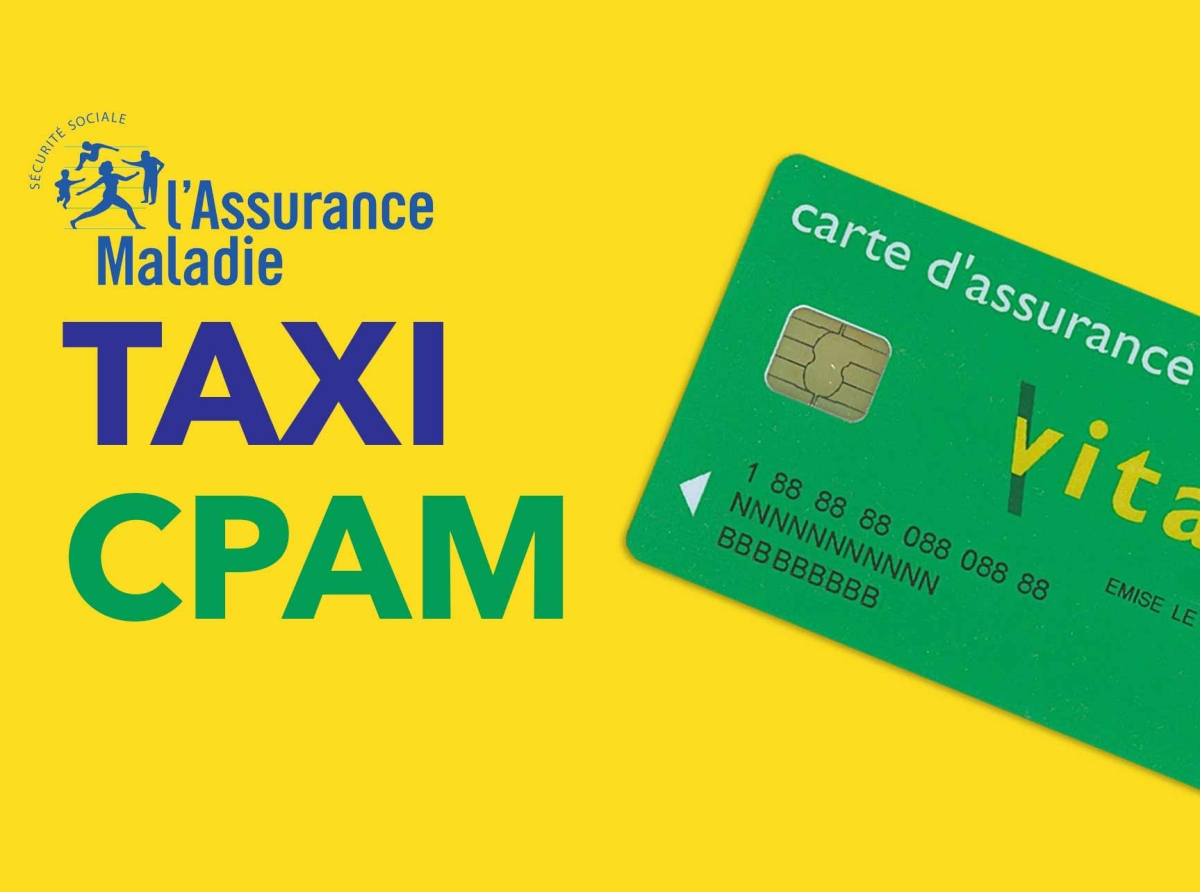 SÉCURITÉ SOCIALE
l'Assurance
Maladie
TAXI
CPAM
carte d'assurance
vita
1 88 88 88 088 088 88
NNNNNNNNNNN
BBBBBBBBB
EMISE LE